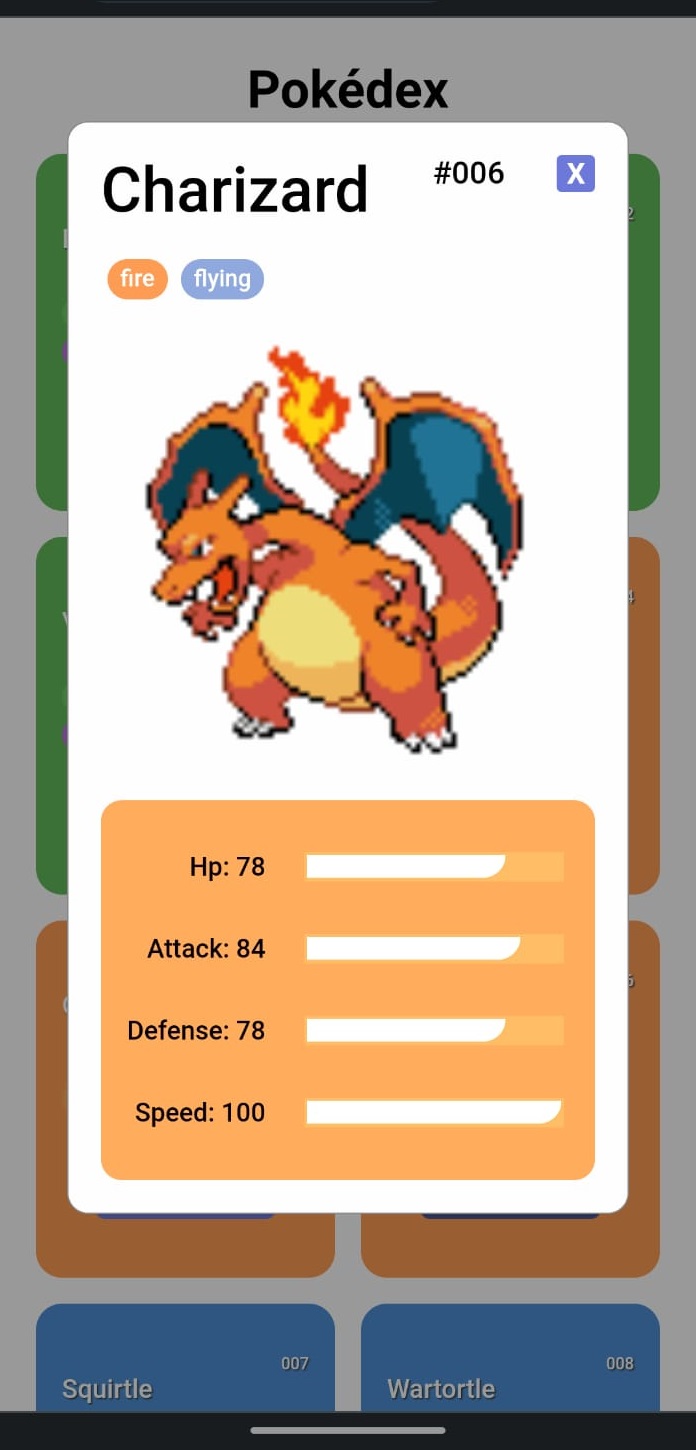 Pokédex
Charizard
#006
X
fire
flying
Hp: 78
Attack: 84
Defense: 78
Speed: 100
007
Squirtle
008
Wartortle